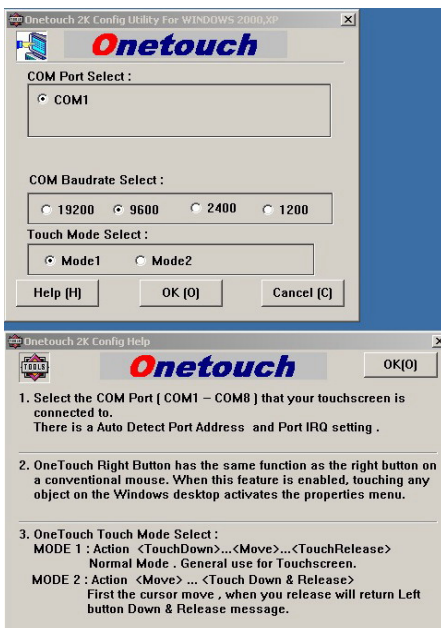 Onetouch 2K Config Utility For WINDOWS 2000,XP
Onetouch
COM Port Select :
COM1
COM Baudrate Select :
19200 9600 2400 1200
Touch Mode Select :
Mode1 Mode2
Help (H) OK (O) Cancel (C)
Onetouch 2K Config Help
TOOLS
Onetouch
OK(O)
1. Select the COM Port ( COM1 – COM8 ) that your touchscreen is
connected to.
There is a Auto Detect Port Address and Port IRQ setting .
2. OneTouch Right Button has the same function as the right button on
a conventional mouse. When this feature is enabled, touching any
object on the Windows desktop activates the properties menu.
3. OneTouch Touch Mode Select :
MODE 1 : Action <TouchDown>...<Move>...<TouchRelease>
Normal Mode . General use for Touchscreen.
MODE 2 : Action <Move> ... <Touch Down & Release>
First the cursor move , when you release will return Left
button Down & Release message.